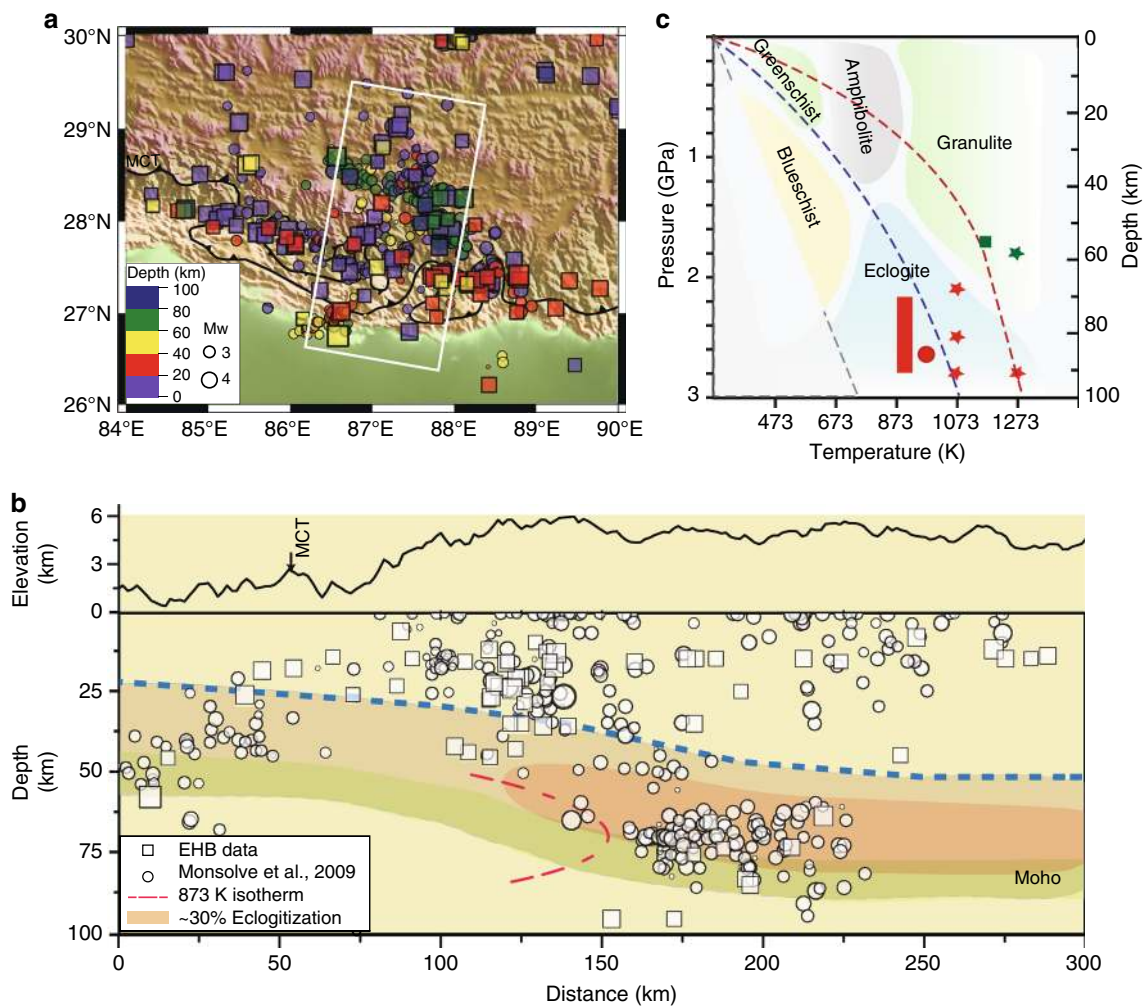 a
30°N
29°N
28°N
27°N
26°N
84°E
85°E
86°E
87°E
88°E
89°E
90°E
MCT
Depth (km)
100
80
60
40
20
0
Mw
3
4
c
Greenschist
Amphibolite
Granulite
Blueschist
Eclogite
Pressure (GPa)
1
2
3
Depth (km)
0
20
40
60
80
100
473
673
873
1073
1273
Temperature (K)
b
Elevation
(km)
6
3
0
MCT
Depth
(km)
25
50
75
100
EHB data
Monsolve et al., 2009
873 K isotherm
~30% Eclogitization
Moho
0
50
100
150
200
250
300
Distance (km)